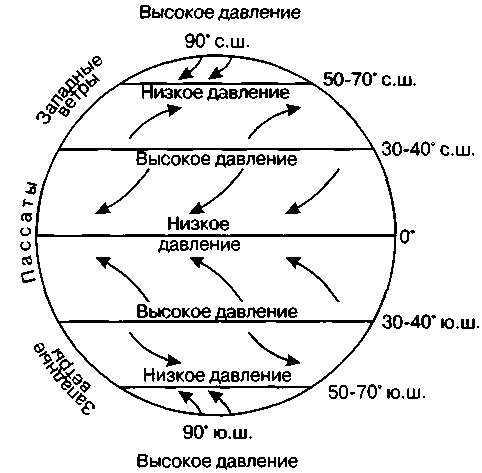 Высокое давление
90° с.ш.
50-70° с.ш.
Западные
ветры
Низкое давление
30-40° с.ш.
Высокое давление
Пассаты
Низкое
0°
давление
Высокое давление
30-40° ю.ш.
Западные
ветры
Низкое давление
50-70° ю.ш.
90° ю.ш.
Высокое давление